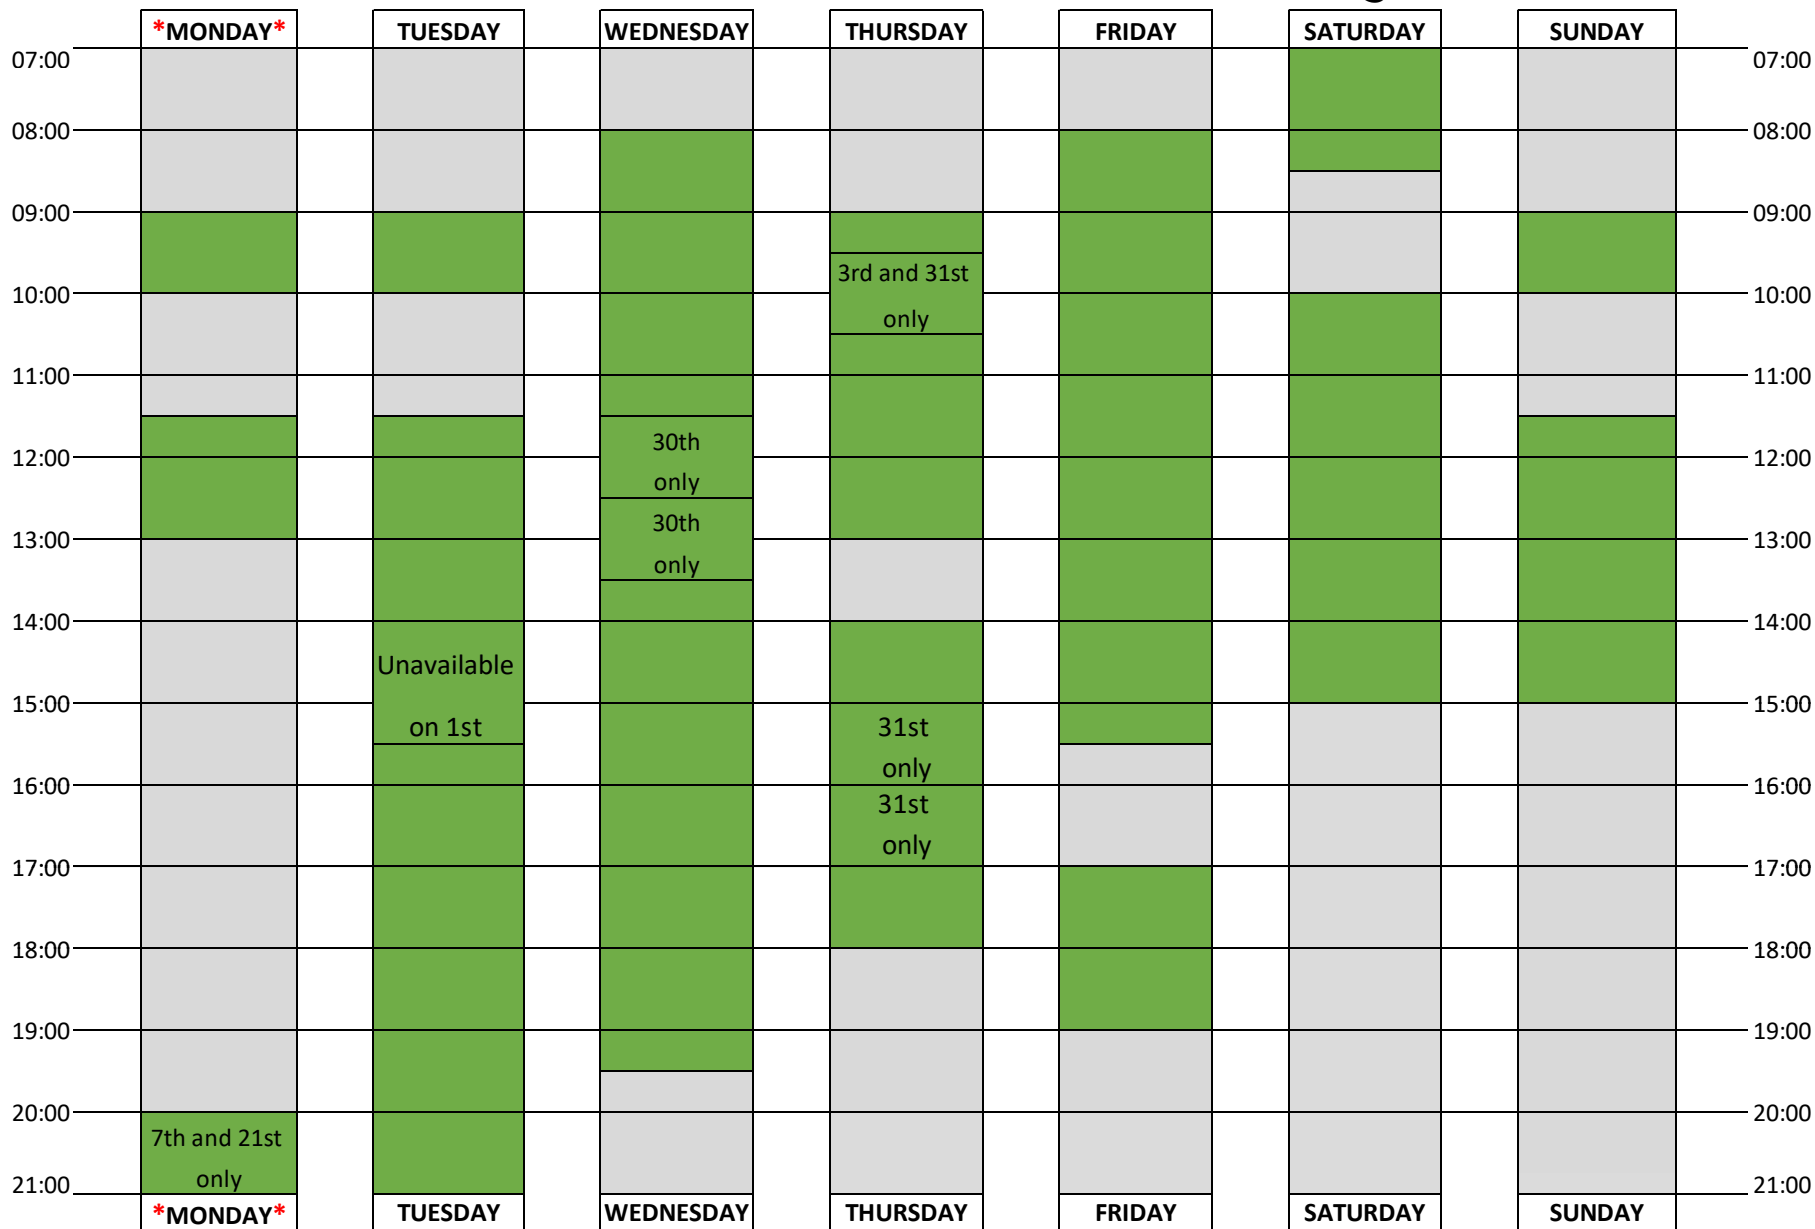 *MONDAY* TUESDAY WEDNESDAY THURSDAY FRIDAY SATURDAY SUNDAY
07:00 07:00
08:00 08:00
09:00 09:00
3rd and 31st
10:00 10:00
only
11:00 11:00
30th
12:00 12:00
only
30th
13:00 13:00
only
14:00 14:00
Unavailable
15:00 15:00
on 1st 31st
only
16:00 16:00
31st
only
17:00 17:00
18:00 18:00
19:00 19:00
20:00 20:00
7th and 21st
only
21:00 21:00
*MONDAY* TUESDAY WEDNESDAY THURSDAY FRIDAY SATURDAY SUNDAY